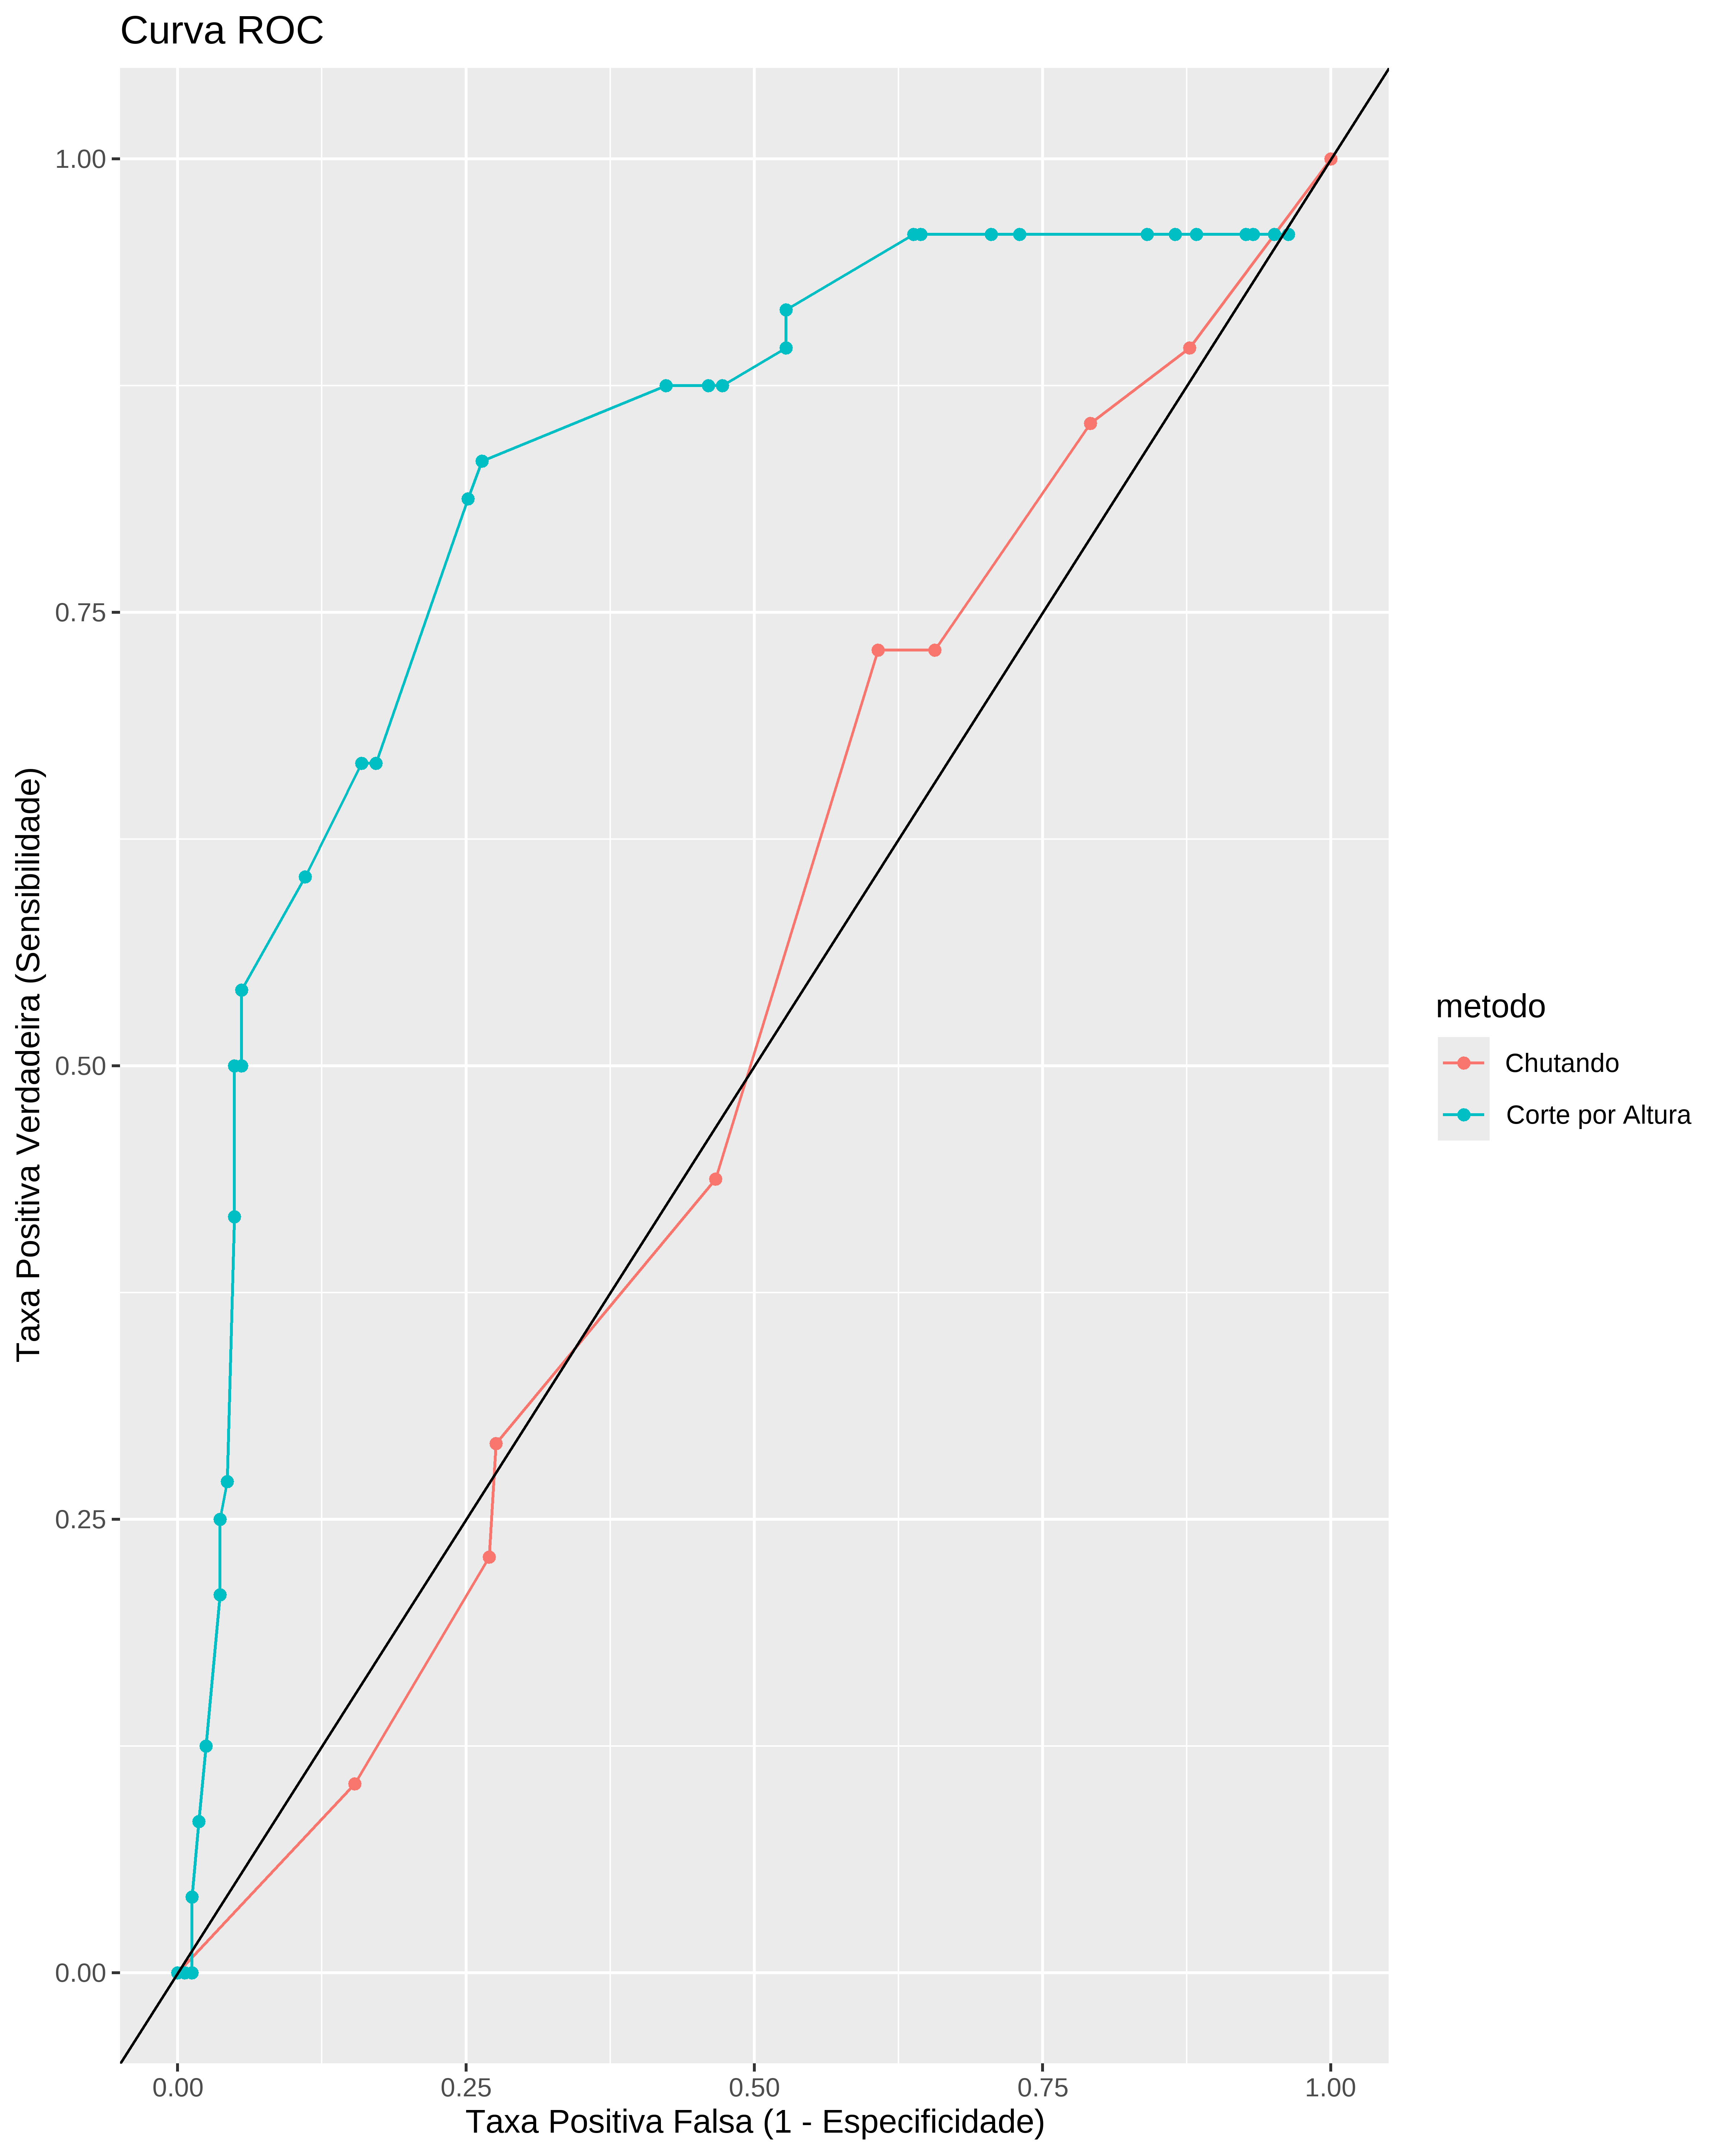 Curva ROC
1.00
0.75
0.50
0.25
0.00
Taxa Positiva Verdadeira (Sensibilidade)
0.00 0.25 0.50 0.75 1.00
Taxa Positiva Falsa (1 - Especificidade)
metodo
Chutando
Corte por Altura